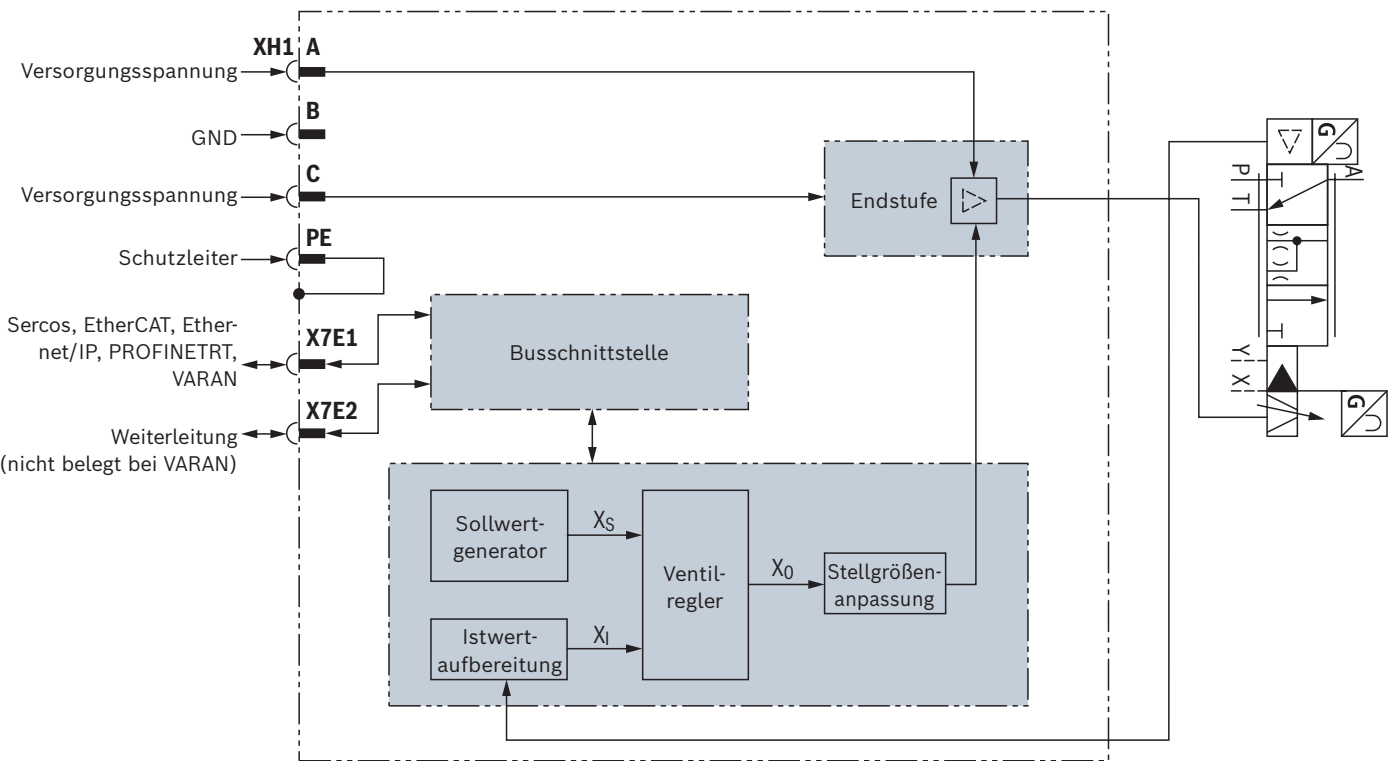 XH1 A
Versorgungsspannung
B
GND
C
Versorgungsspannung
PE
Schutzleiter
Sercos, EtherCAT, Ether-
net/IP, PROFINETRT,
VARAN
X7E1
X7E2
Weiterleitung
(nicht belegt bei VARAN)
Endstufe
Busschnittstelle
Sollwert-
generator
XS
Istwert-
aufbereitung
XI
Ventil-
regler
X0
Stellgrößen-
anpassung
G
P
T
A
Y
X
G